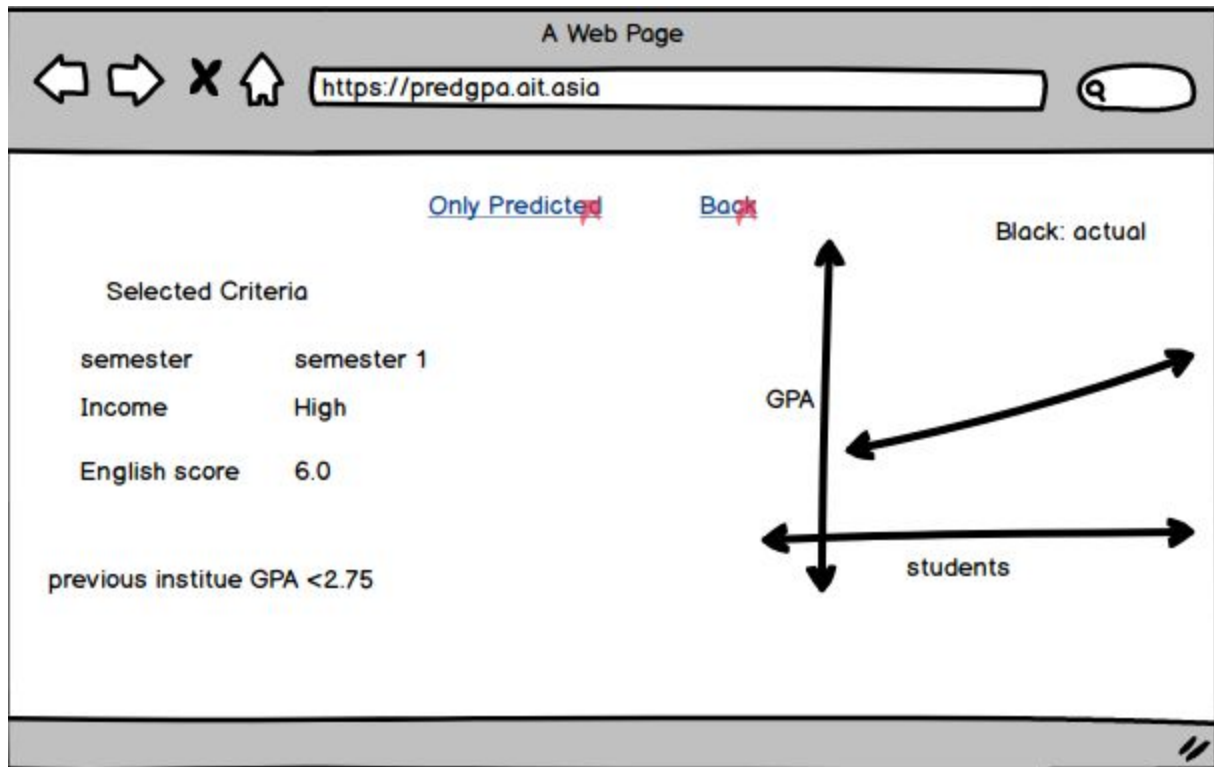 A Web Page
https://predgpa.ait.asia
Only Predicted Back
Black: actual
Selected Criteria
semester semester 1
Income High
GPA
English score 6.0
students
previous institue GPA <2.75